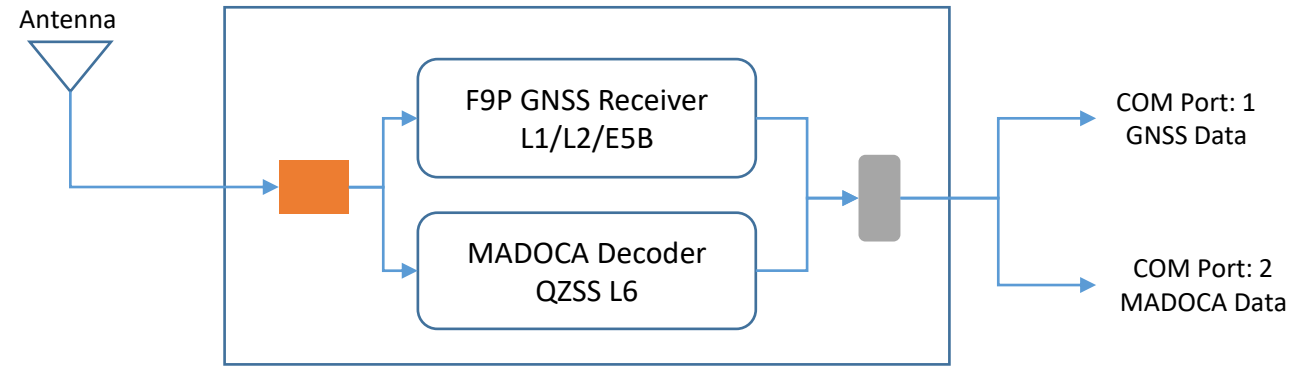 Antenna
F9P GNSS Receiver
L1/L2/E5B
MADOCA Decoder
QZSS L6
COM Port: 1
GNSS Data
COM Port: 2
MADOCA Data